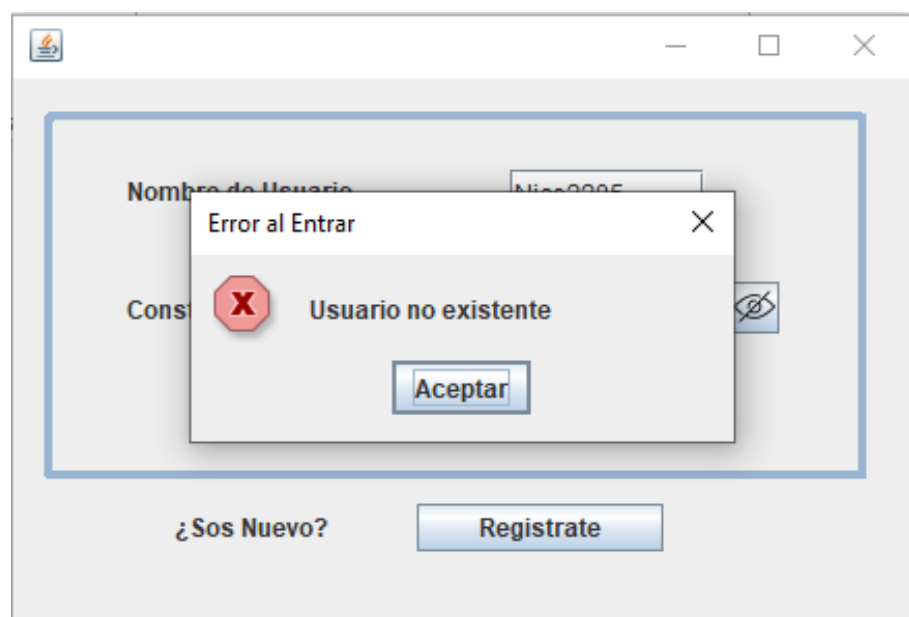 Nombre de Usuario
Error al Entrar
Usuario no existente
Aceptar
¿Sos Nuevo?
Registrate